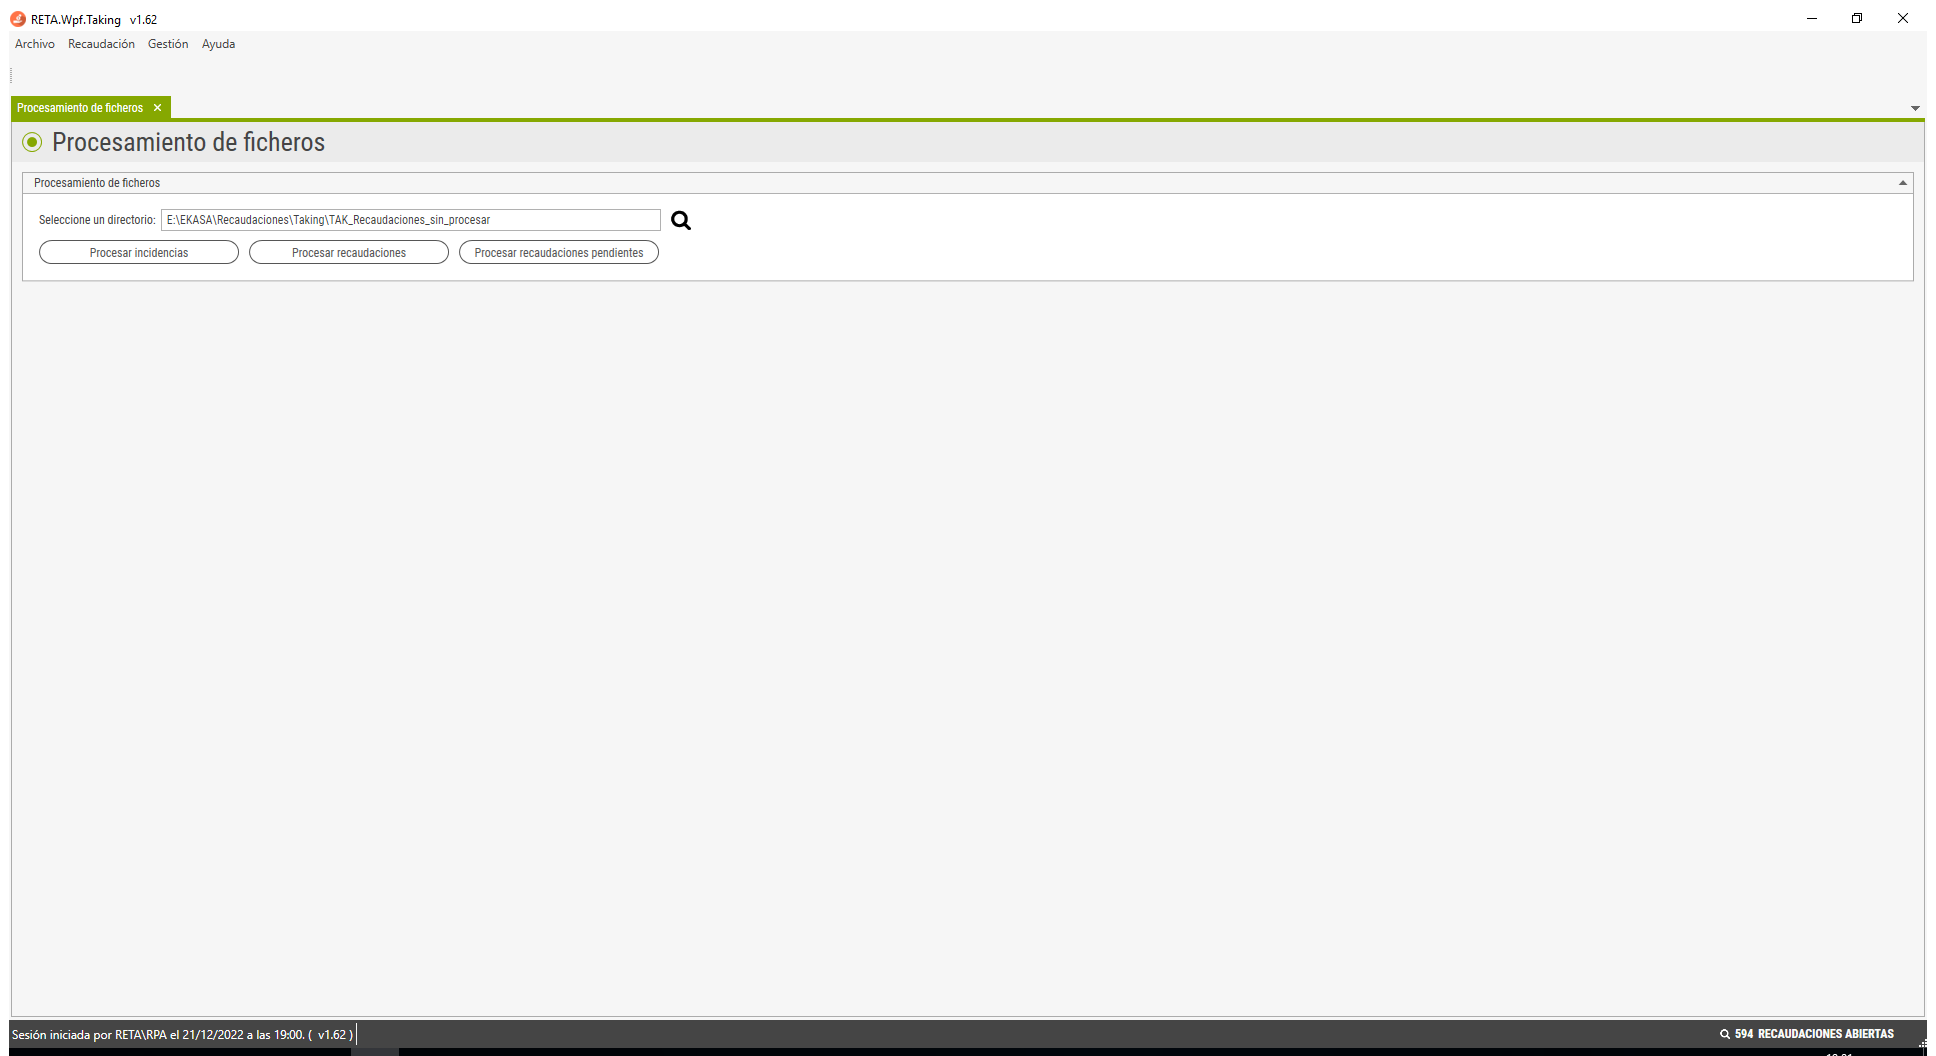 RETA.Wpf.Taking v1.62
Archivo Recaudación Gestión Ayuda
Procesamiento de ficheros
Procesamiento de ficheros
Procesamiento de ficheros
Seleccione un directorio: E:\EKASA\Recaudaciones\Taking\TAK_Recaudaciones_sin_procesar
Procesar incidencias Procesar recaudaciones Procesar recaudaciones pendientes
Sesión iniciada por RETA\RPA el 21/12/2022 a las 19:00. ( v1.62 ) 594 RECAUDACIONES ABIERTAS